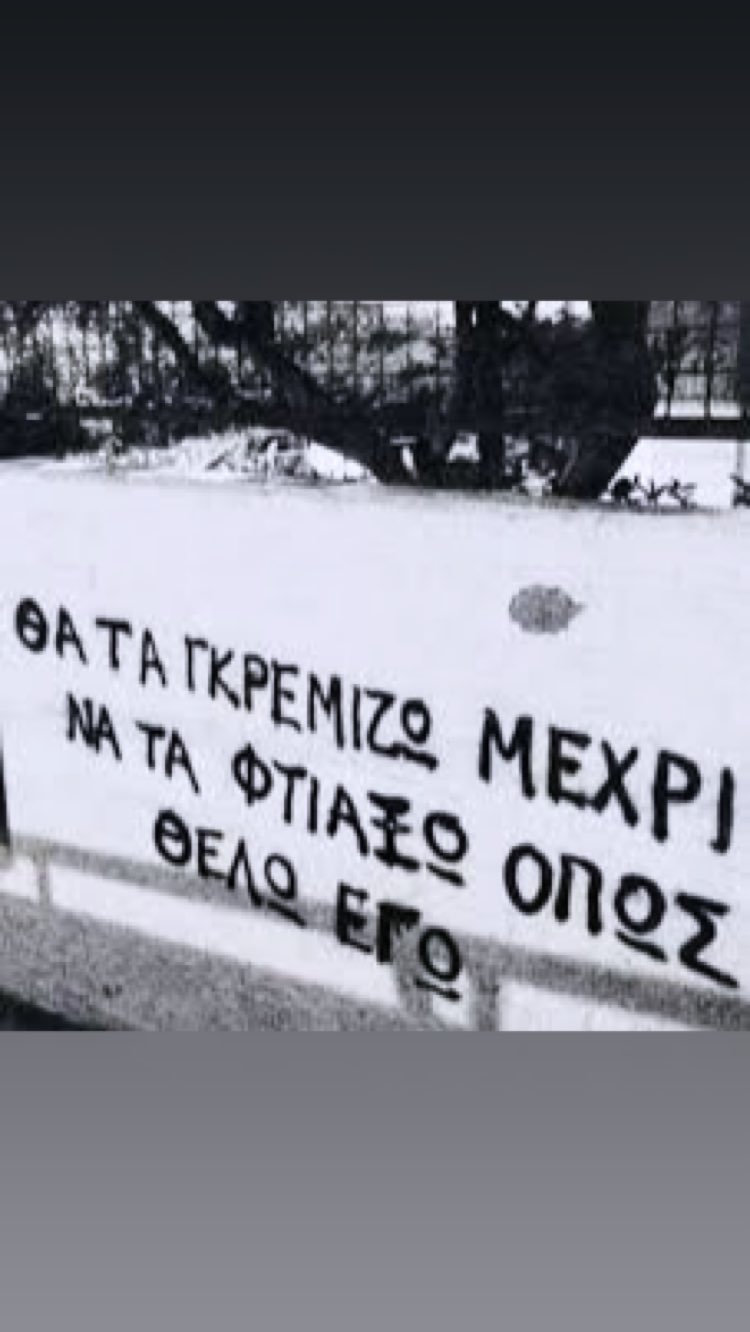 ΘΑ ΤΑ ΓΚΡΕΜΙΖΩ ΜΕΧΡΙ
ΝΑ ΤΑ ΦΤΙΑΞΩ ΟΠΩΣ
ΘΕΛΩ ΕΓΩ